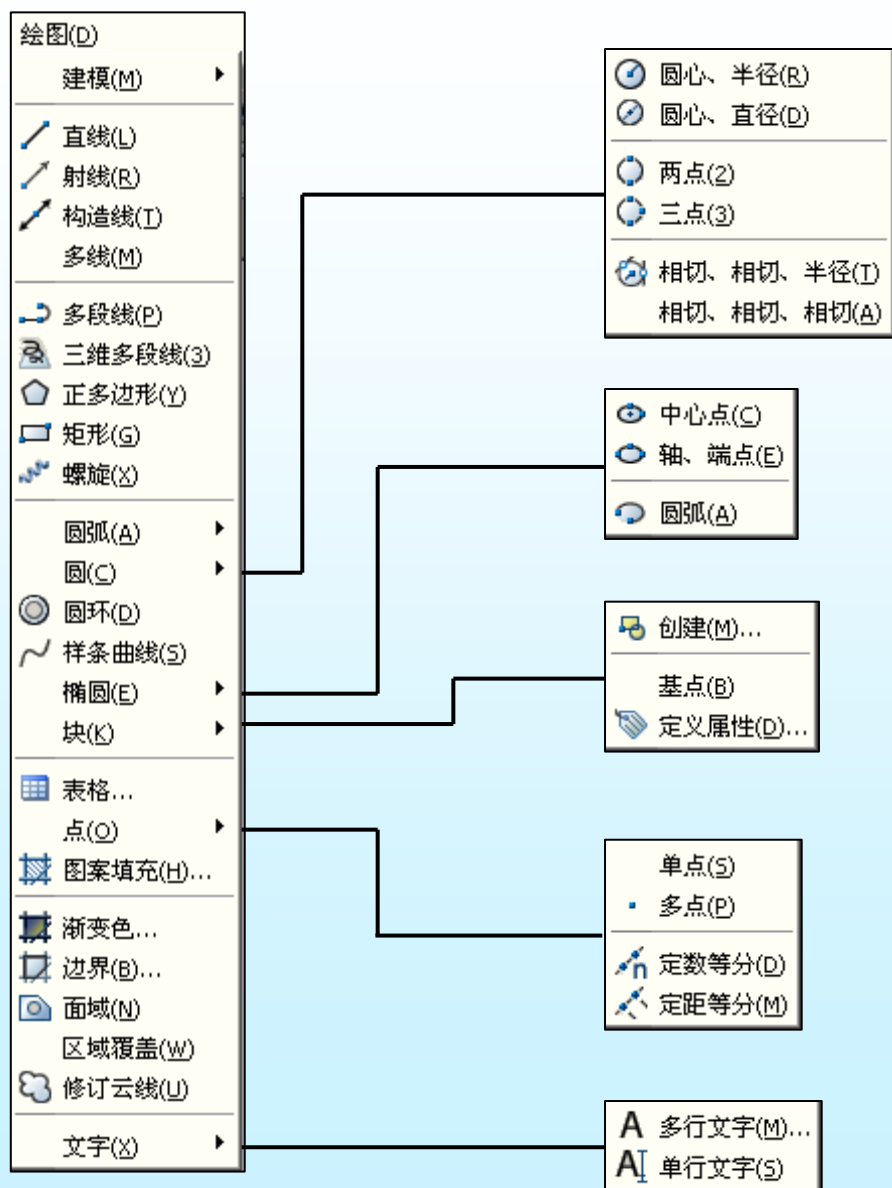 绘图(D)
建模(M)
直线(L)
射线(R)
构造线(T)
多线(M)
多段线(P)
三维多段线(3)
正多边形(Y)
矩形(G)
螺旋(X)
圆弧(A)
圆(C)
圆环(D)
样条曲线(S)
椭圆(E)
块(K)
表格...
点(O)
图案填充(H)...
渐变色...
边界(B)...
面域(N)
区域覆盖(W)
修订云线(U)
文字(X)
圆心、半径(R)
圆心、直径(D)
两点(2)
三点(3)
相切、相切、半径(T)
相切、相切、相切(A)
中心点(C)
轴、端点(E)
圆弧(A)
创建(M)...
基点(B)
定义属性(D)...
单点(S)
多点(P)
定数等分(D)
定距等分(M)
多行文字(M)...
单行文字(S)